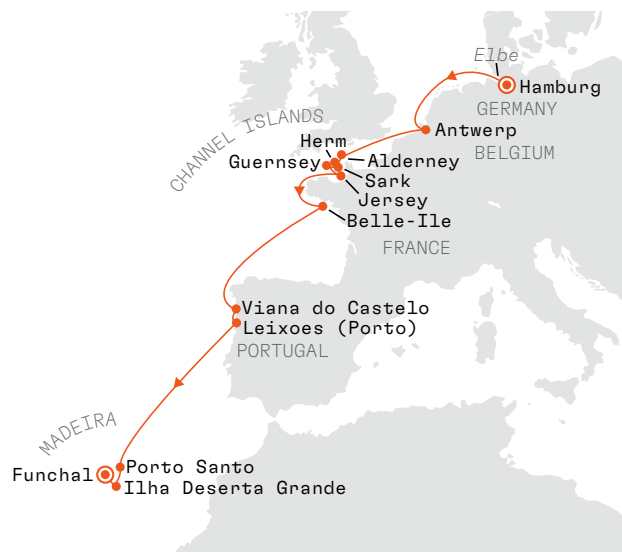 Elbe
Hamburg
GERMANY
Antwerp
BELGIUM
CHANNEL ISLANDS
Herm
Guernsey
Alderney
Sark
Jersey
Belle-Ile
FRANCE
Viana do Castelo
Leixoes (Porto)
PORTUGAL
MADEIRA
Porto Santo
Funchal
Ilha Deserta Grande